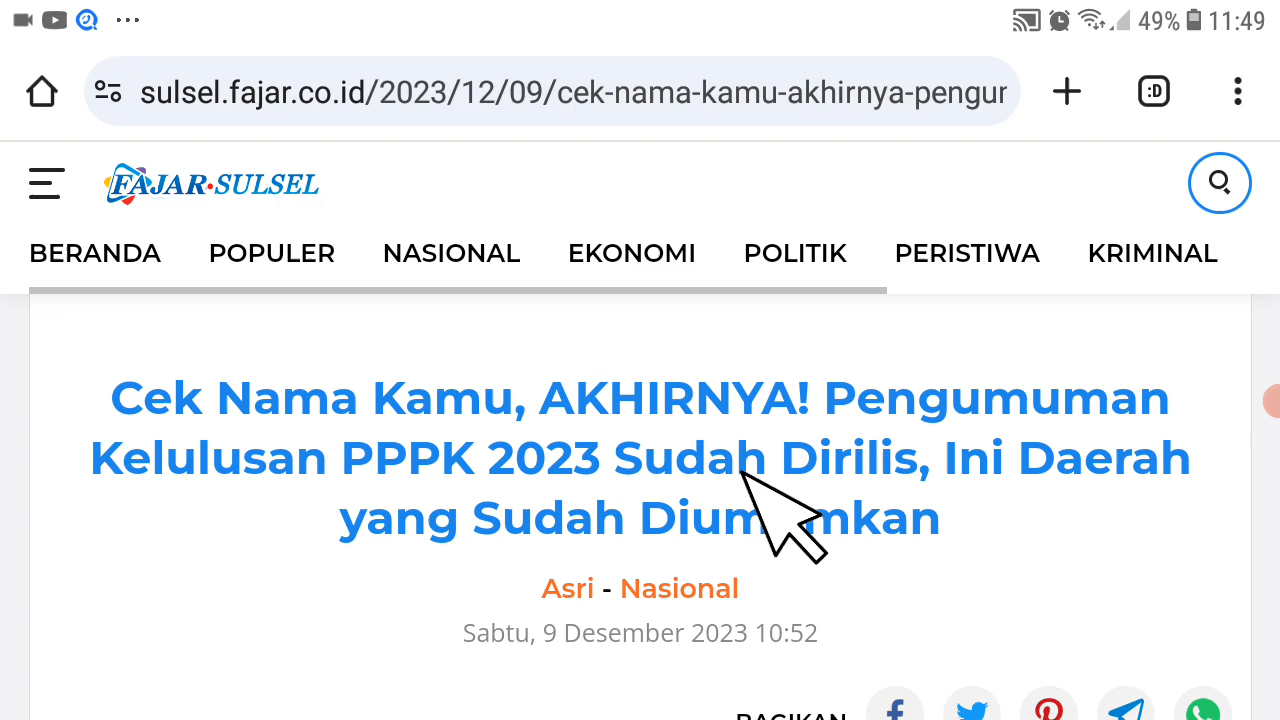 49% 11:49
sulsel.fajar.co.id/2023/12/09/cek-nama-kamu-akhirnya-pengur
:D
FAJAR SULSEL
BERANDA POPULER NASIONAL EKONOMI POLITIK PERISTIWA KRIMINAL
Cek Nama Kamu, AKHIRNYA! Pengumuman
Kelulusan PPPK 2023 Sudah Dirilis, Ini Daerah
yang Sudah Diumumkan
Asri - Nasional
Sabtu, 9 Desember 2023 10:52
BAGIKAN